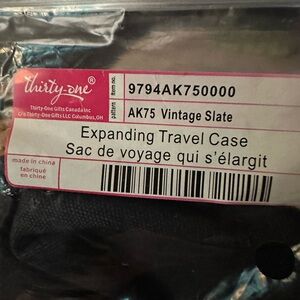 thirty-one®
Thirty-One Gifts Canada Inc
C/o Thirty-One Gifts LLC Columbus, OH
item no. 9794AK750000
pattern AK75 Vintage Slate
Expanding Travel Case
Sac de voyage qui s'élargit
made in china
fabriqué
en chine